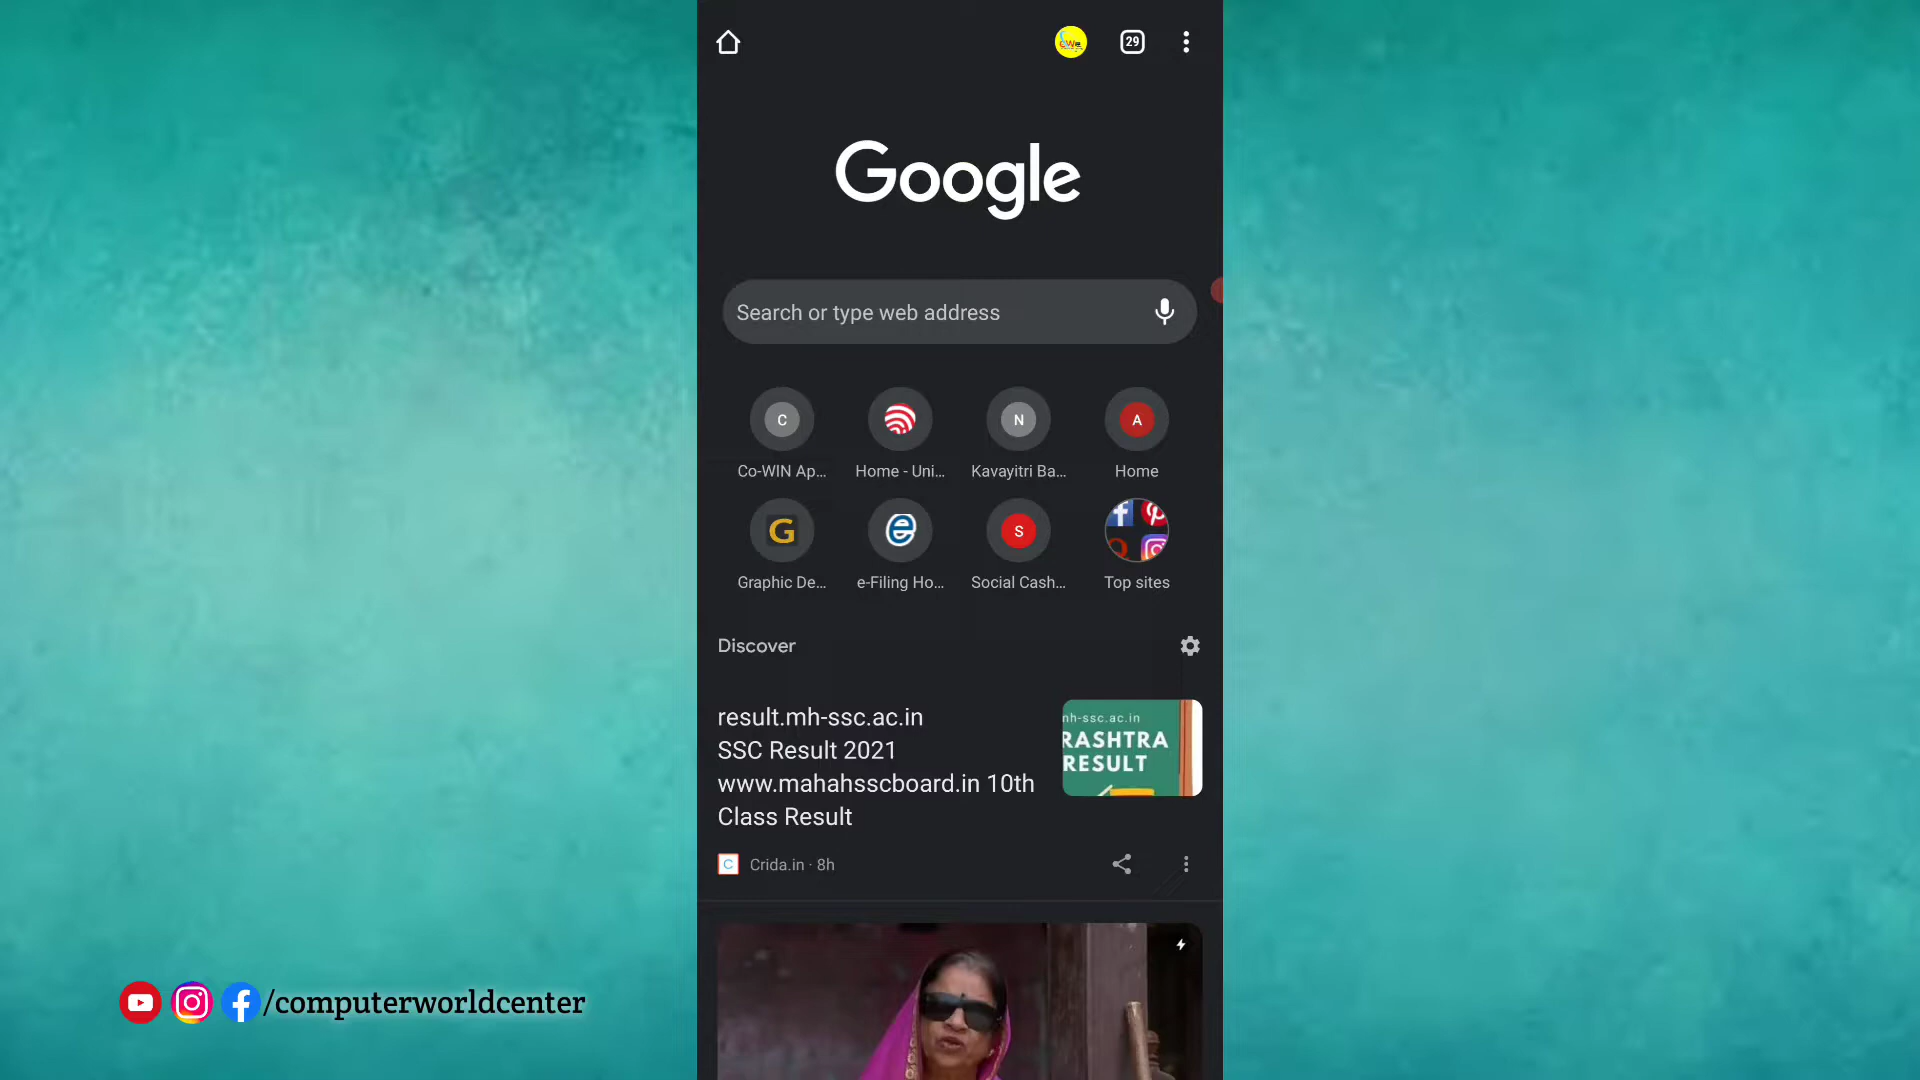 29
Google
Search or type web address
C
N
A
Co-WIN Ap...
Home - Uni...
Kavayitri Ba...
Home
G
e
S
Graphic De...
e-Filing Ho...
Social Cash...
Top sites
Discover
result.mh-ssc.ac.in
SSC Result 2021
www.mahahsscboard.in 10th
Class Result
nh-ssc.ac.in
RASHTRA
RESULT
C Crida.in · 8h
/computerworldcenter